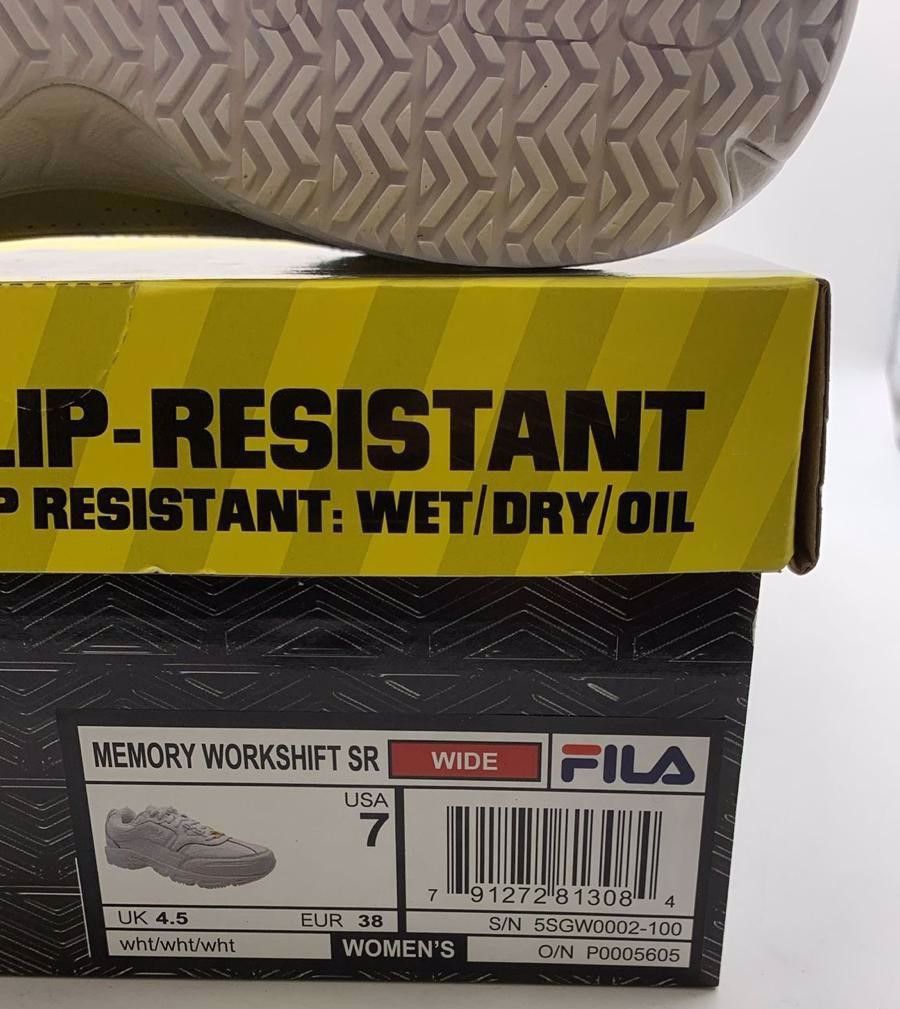 LIP-RESISTANT
P RESISTANT: WET/DRY/OIL
MEMORY WORKSHIFT SR WIDE FILA
USA
7
7 91272 81308 4
UK 4.5 EUR 38 S/N 5SGW0002-100
wht/wht/wht WOMEN'S O/N P0005605